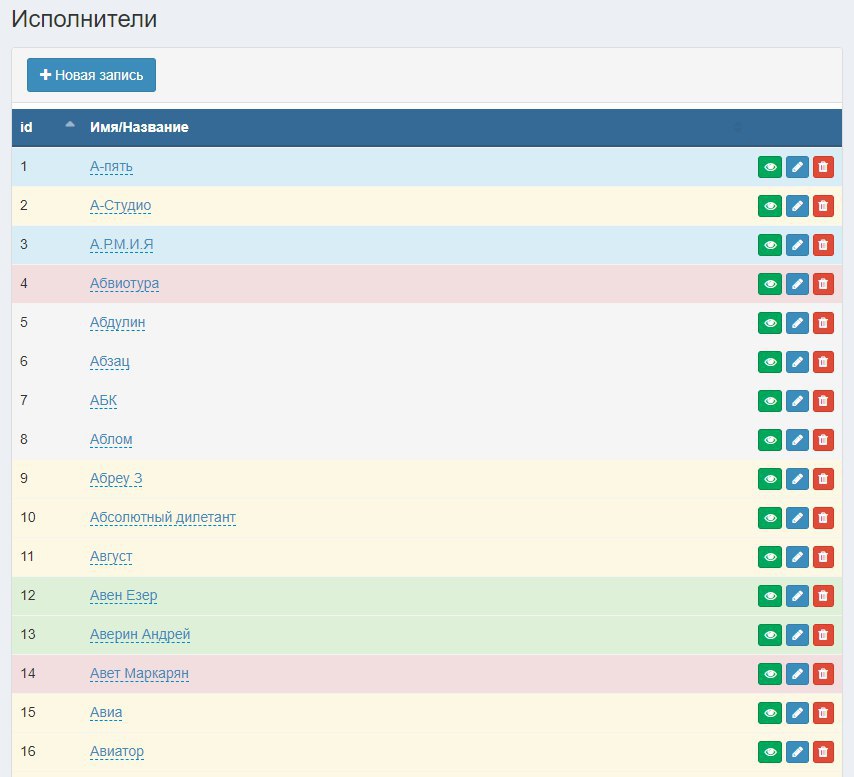 Исполнители
Новая запись
id Имя/Название
1 А-пять
2 А-Студио
3 А.Р.М.И.Я
4 Абвиотура
5 Абдулин
6 Абзац
7 АБК
8 Аблом
9 Абреу З
10 Абсолютный дилетант
11 Август
12 Авен Езер
13 Аверин Андрей
14 Авет Маркарян
15 Авиа
16 Авиатор